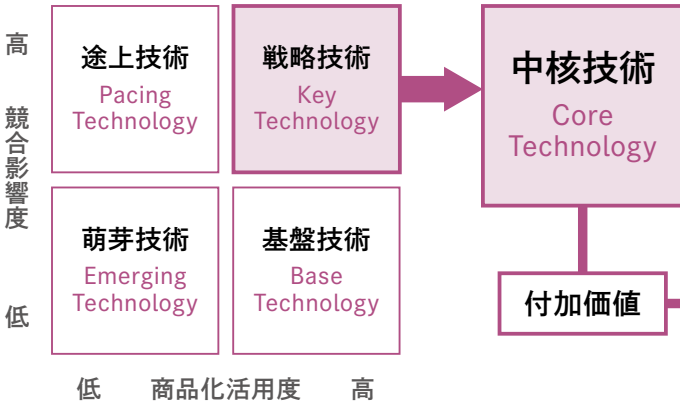 高
競合影響度
低
途上技術
Pacing
Technology
戦略技術
Key
Technology
中核技術
Core
Technology
萌芽技術
Emerging
Technology
基盤技術
Base
Technology
付加価値
低 商品化活用度 高